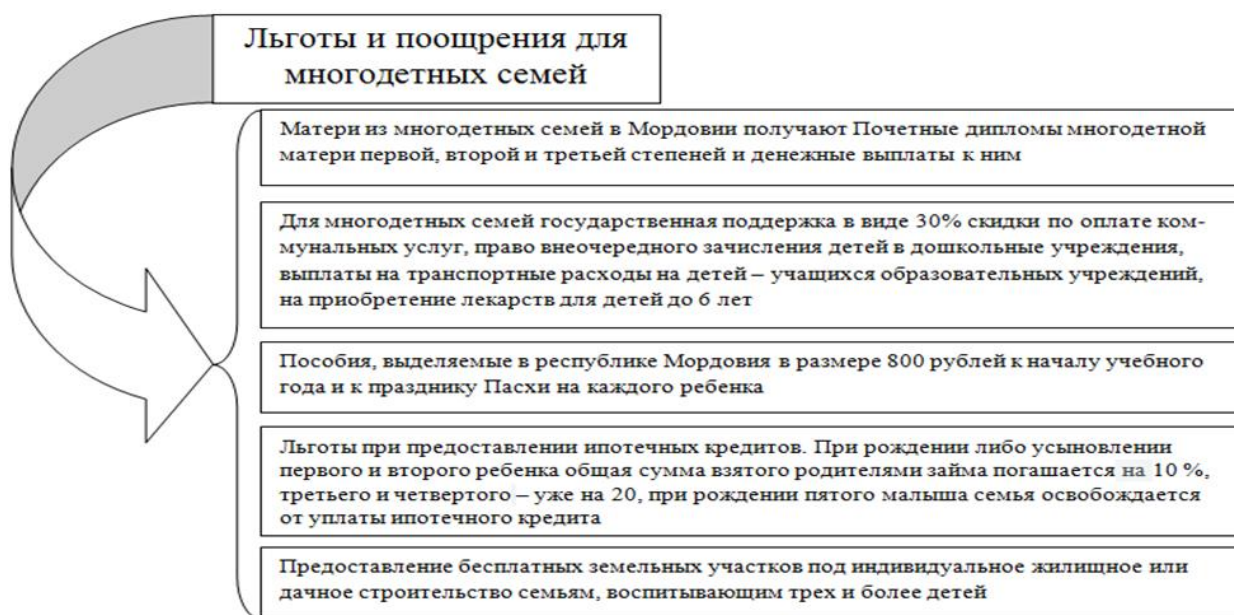 Льготы и поощрения для
многодетных семей
Матери из многодетных семей в Мордовии получают Почетные дипломы многодетной
матери первой, второй и третьей степеней и денежные выплаты к ним
Для многодетных семей государственная поддержка в виде 30% скидки по оплате ком-
мунальных услуг, право внеочередного зачисления детей в дошкольные учреждения,
выплаты на транспортные расходы на детей – учащихся образовательных учреждений,
на приобретение лекарств для детей до 6 лет
Пособия, выделяемые в республике Мордовия в размере 800 рублей к началу учебного
года и к празднику Пасхи на каждого ребенка
Льготы при предоставлении ипотечных кредитов. При рождении либо усыновлении
первого и второго ребенка общая сумма взятого родителями займа погашается на 10 %,
третьего и четвертого – уже на 20, при рождении пятого малыша семья освобождается
от уплаты ипотечного кредита
Предоставление бесплатных земельных участков под индивидуальное жилищное или
дачное строительство семьям, воспитывающим трех и более детей